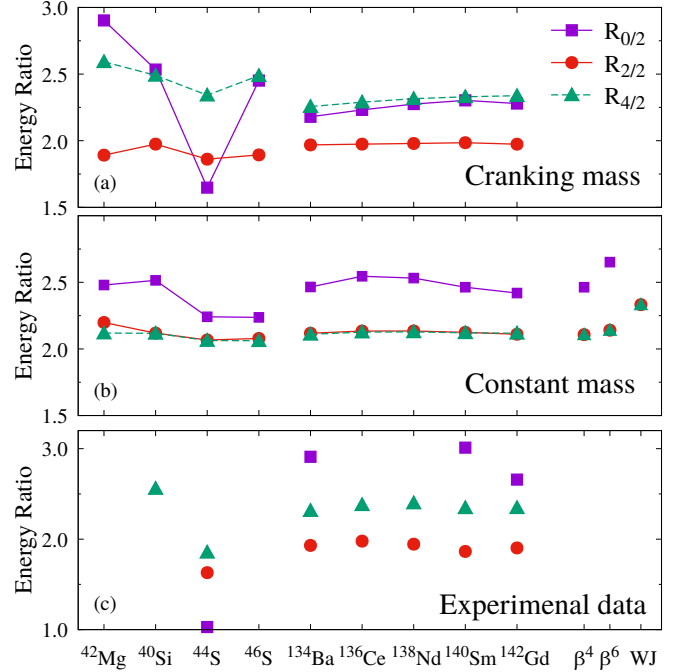 3.0
2.5
2.0
1.5
Energy Ratio
R0/2
R2/2
R4/2
(a)
Cranking mass
2.5
2.0
1.5
Energy Ratio
(b)
Constant mass
3.0
2.0
1.0
Energy Ratio
(c)
Experimenal data
⁴²Mg ⁴⁰Si ⁴⁴S ⁴⁶S ¹³⁴Ba ¹³⁶Ce ¹³⁸Nd ¹⁴⁰Sm ¹⁴²Gd β⁴ β⁶ WJ